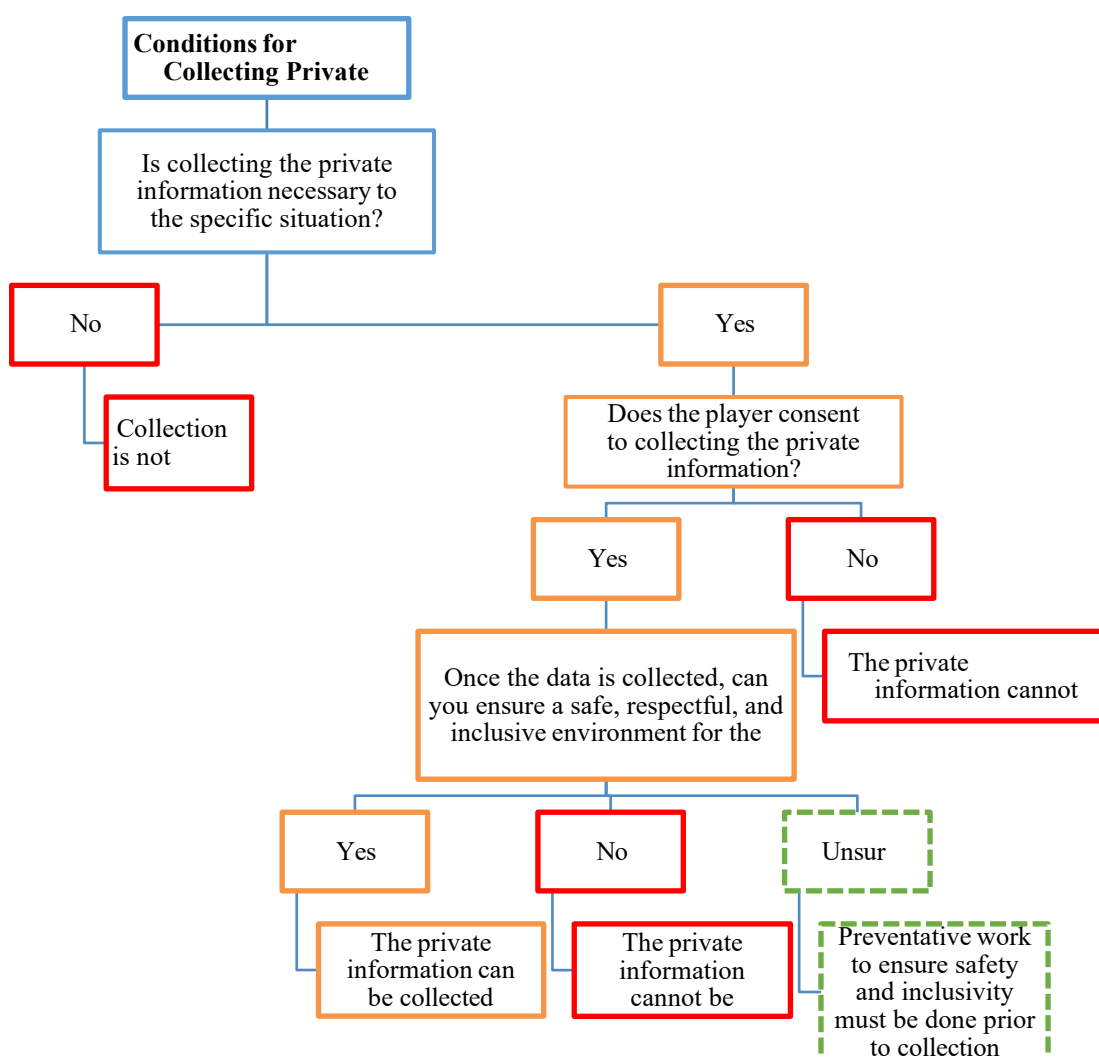 Conditions for
Collecting Private
Is collecting the private
information necessary to
the specific situation?
No
Yes
Collection
is not
Does the player consent
to collecting the private
information?
Yes
No
Once the data is collected, can
you ensure a safe, respectful, and
inclusive environment for the
The private
information cannot
Yes
No
Unsur
The private
information can
be collected
The private
information
cannot be
Preventative work
to ensure safety
and inclusivity
must be done prior
to collection